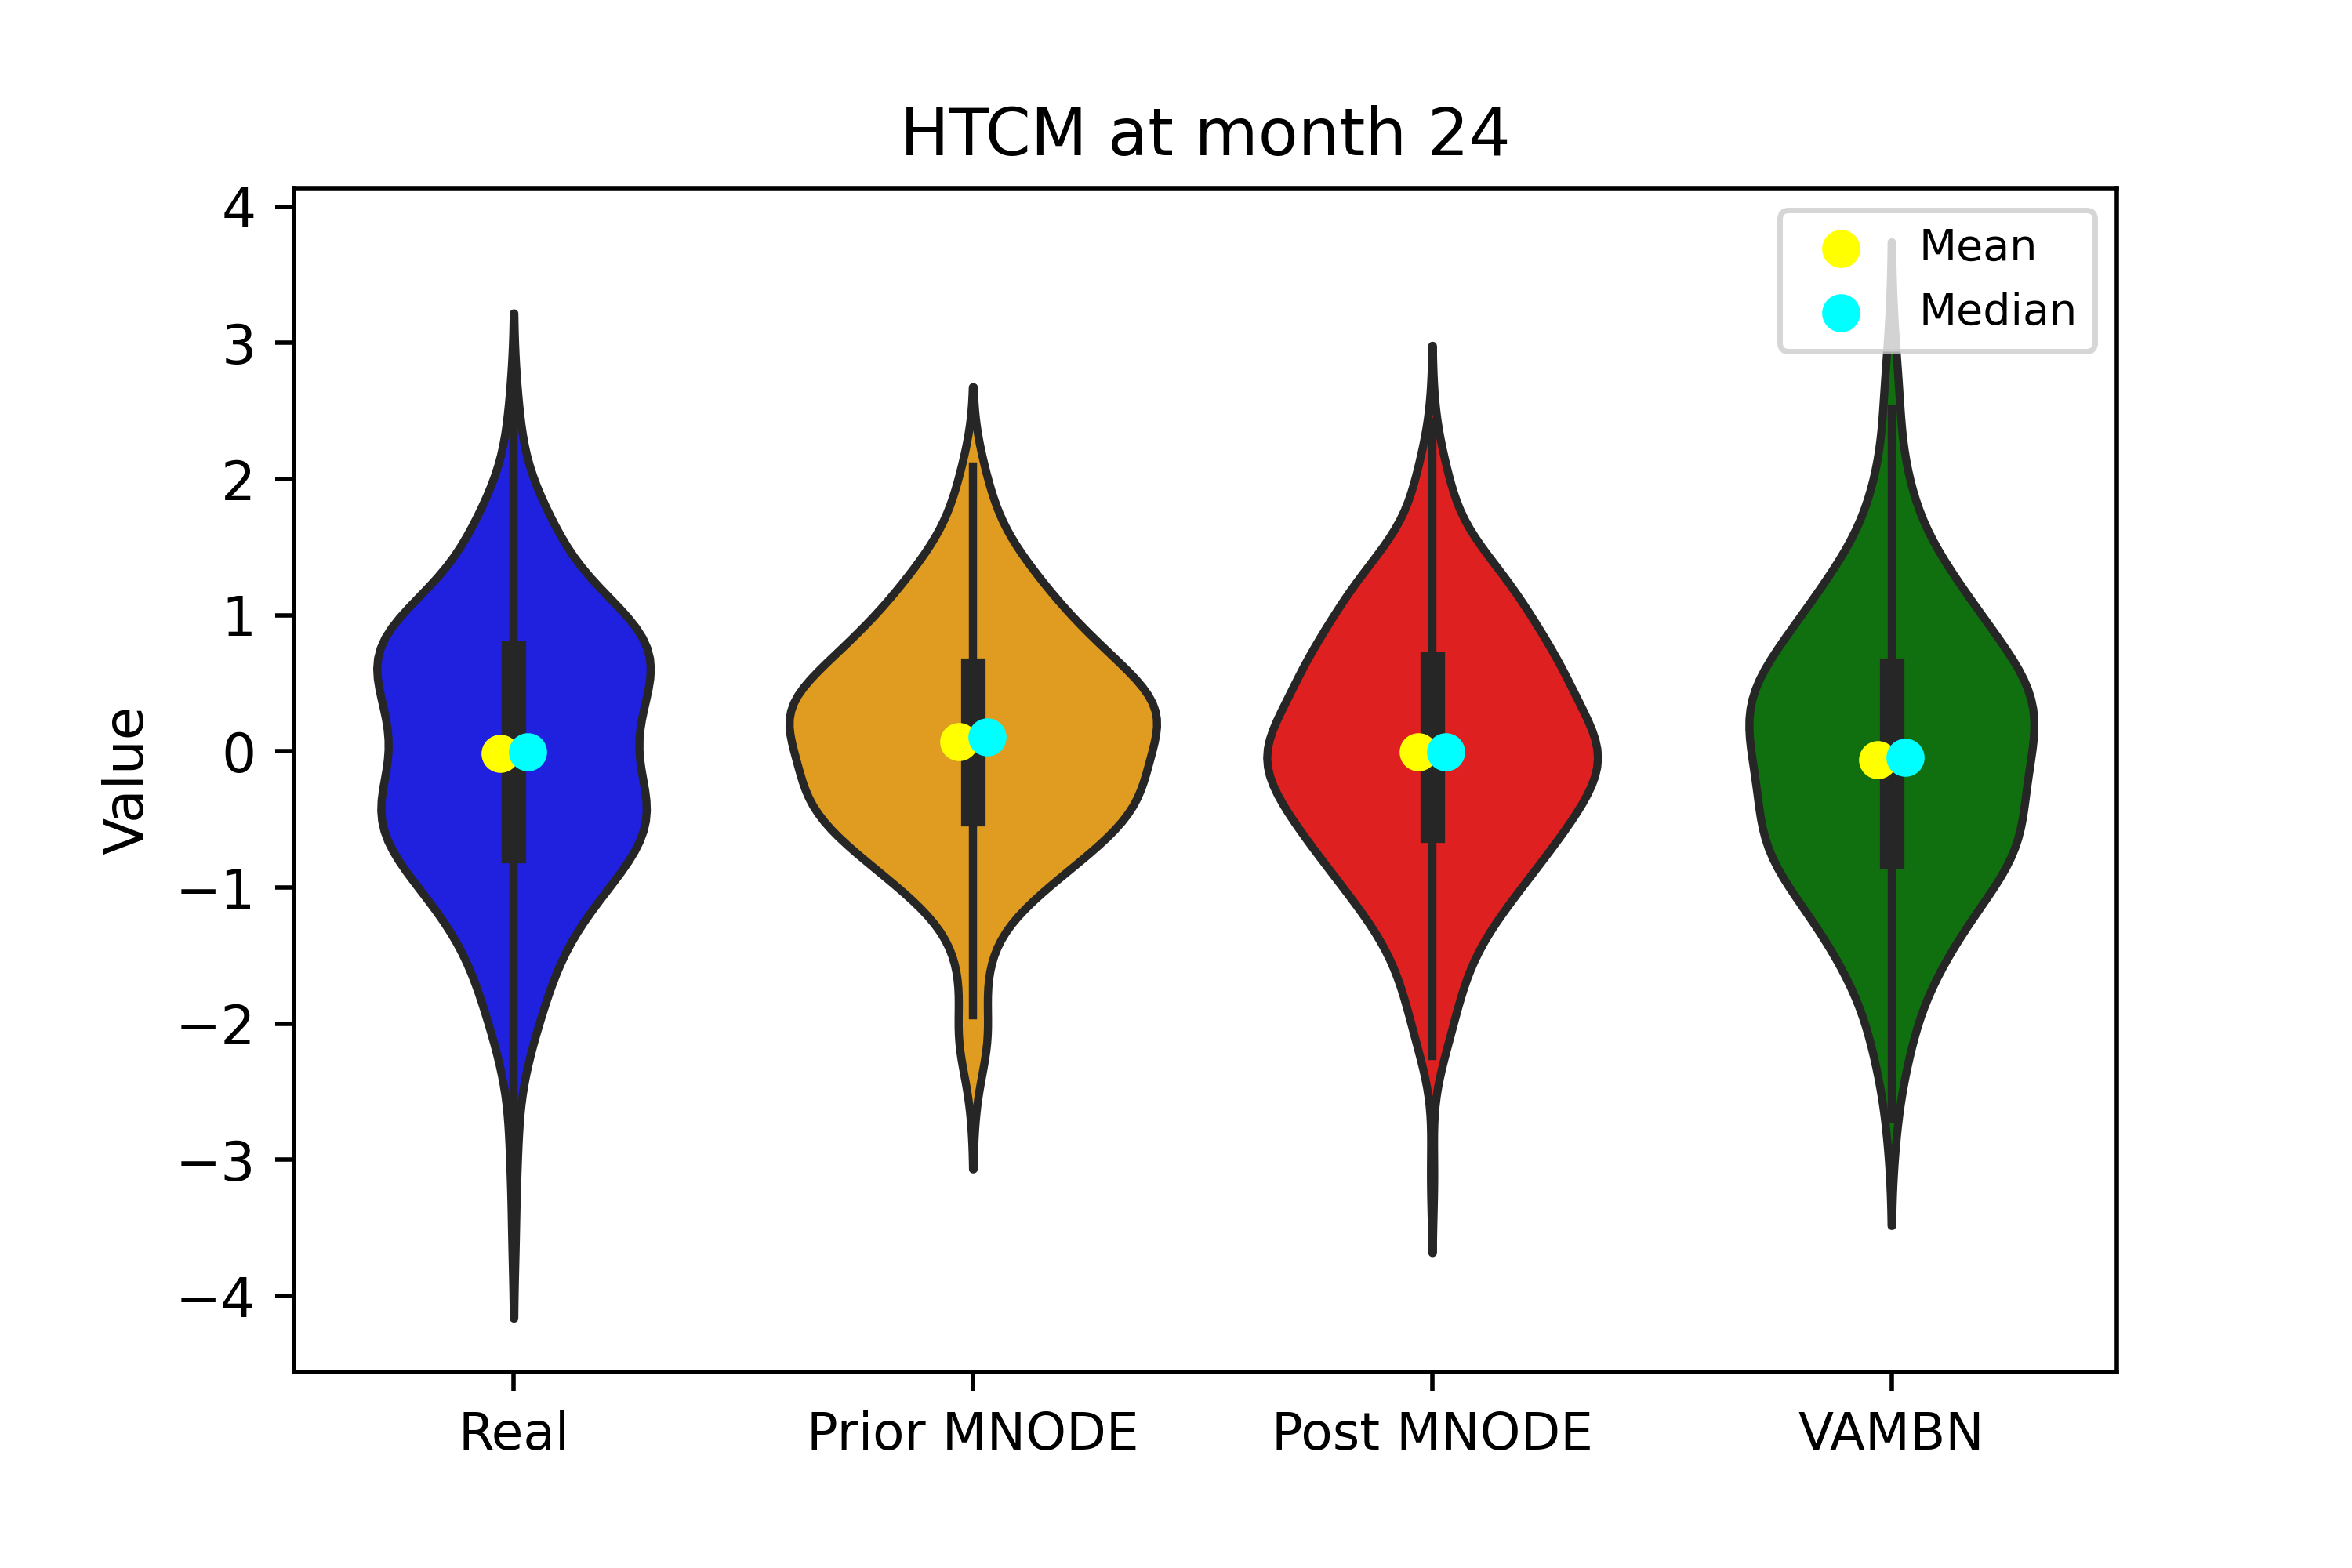 HTCM at month 24
Mean
Median
4
3
2
1
0
−1
−2
−3
−4
Value
Real
Prior MNODE
Post MNODE
VAMBN